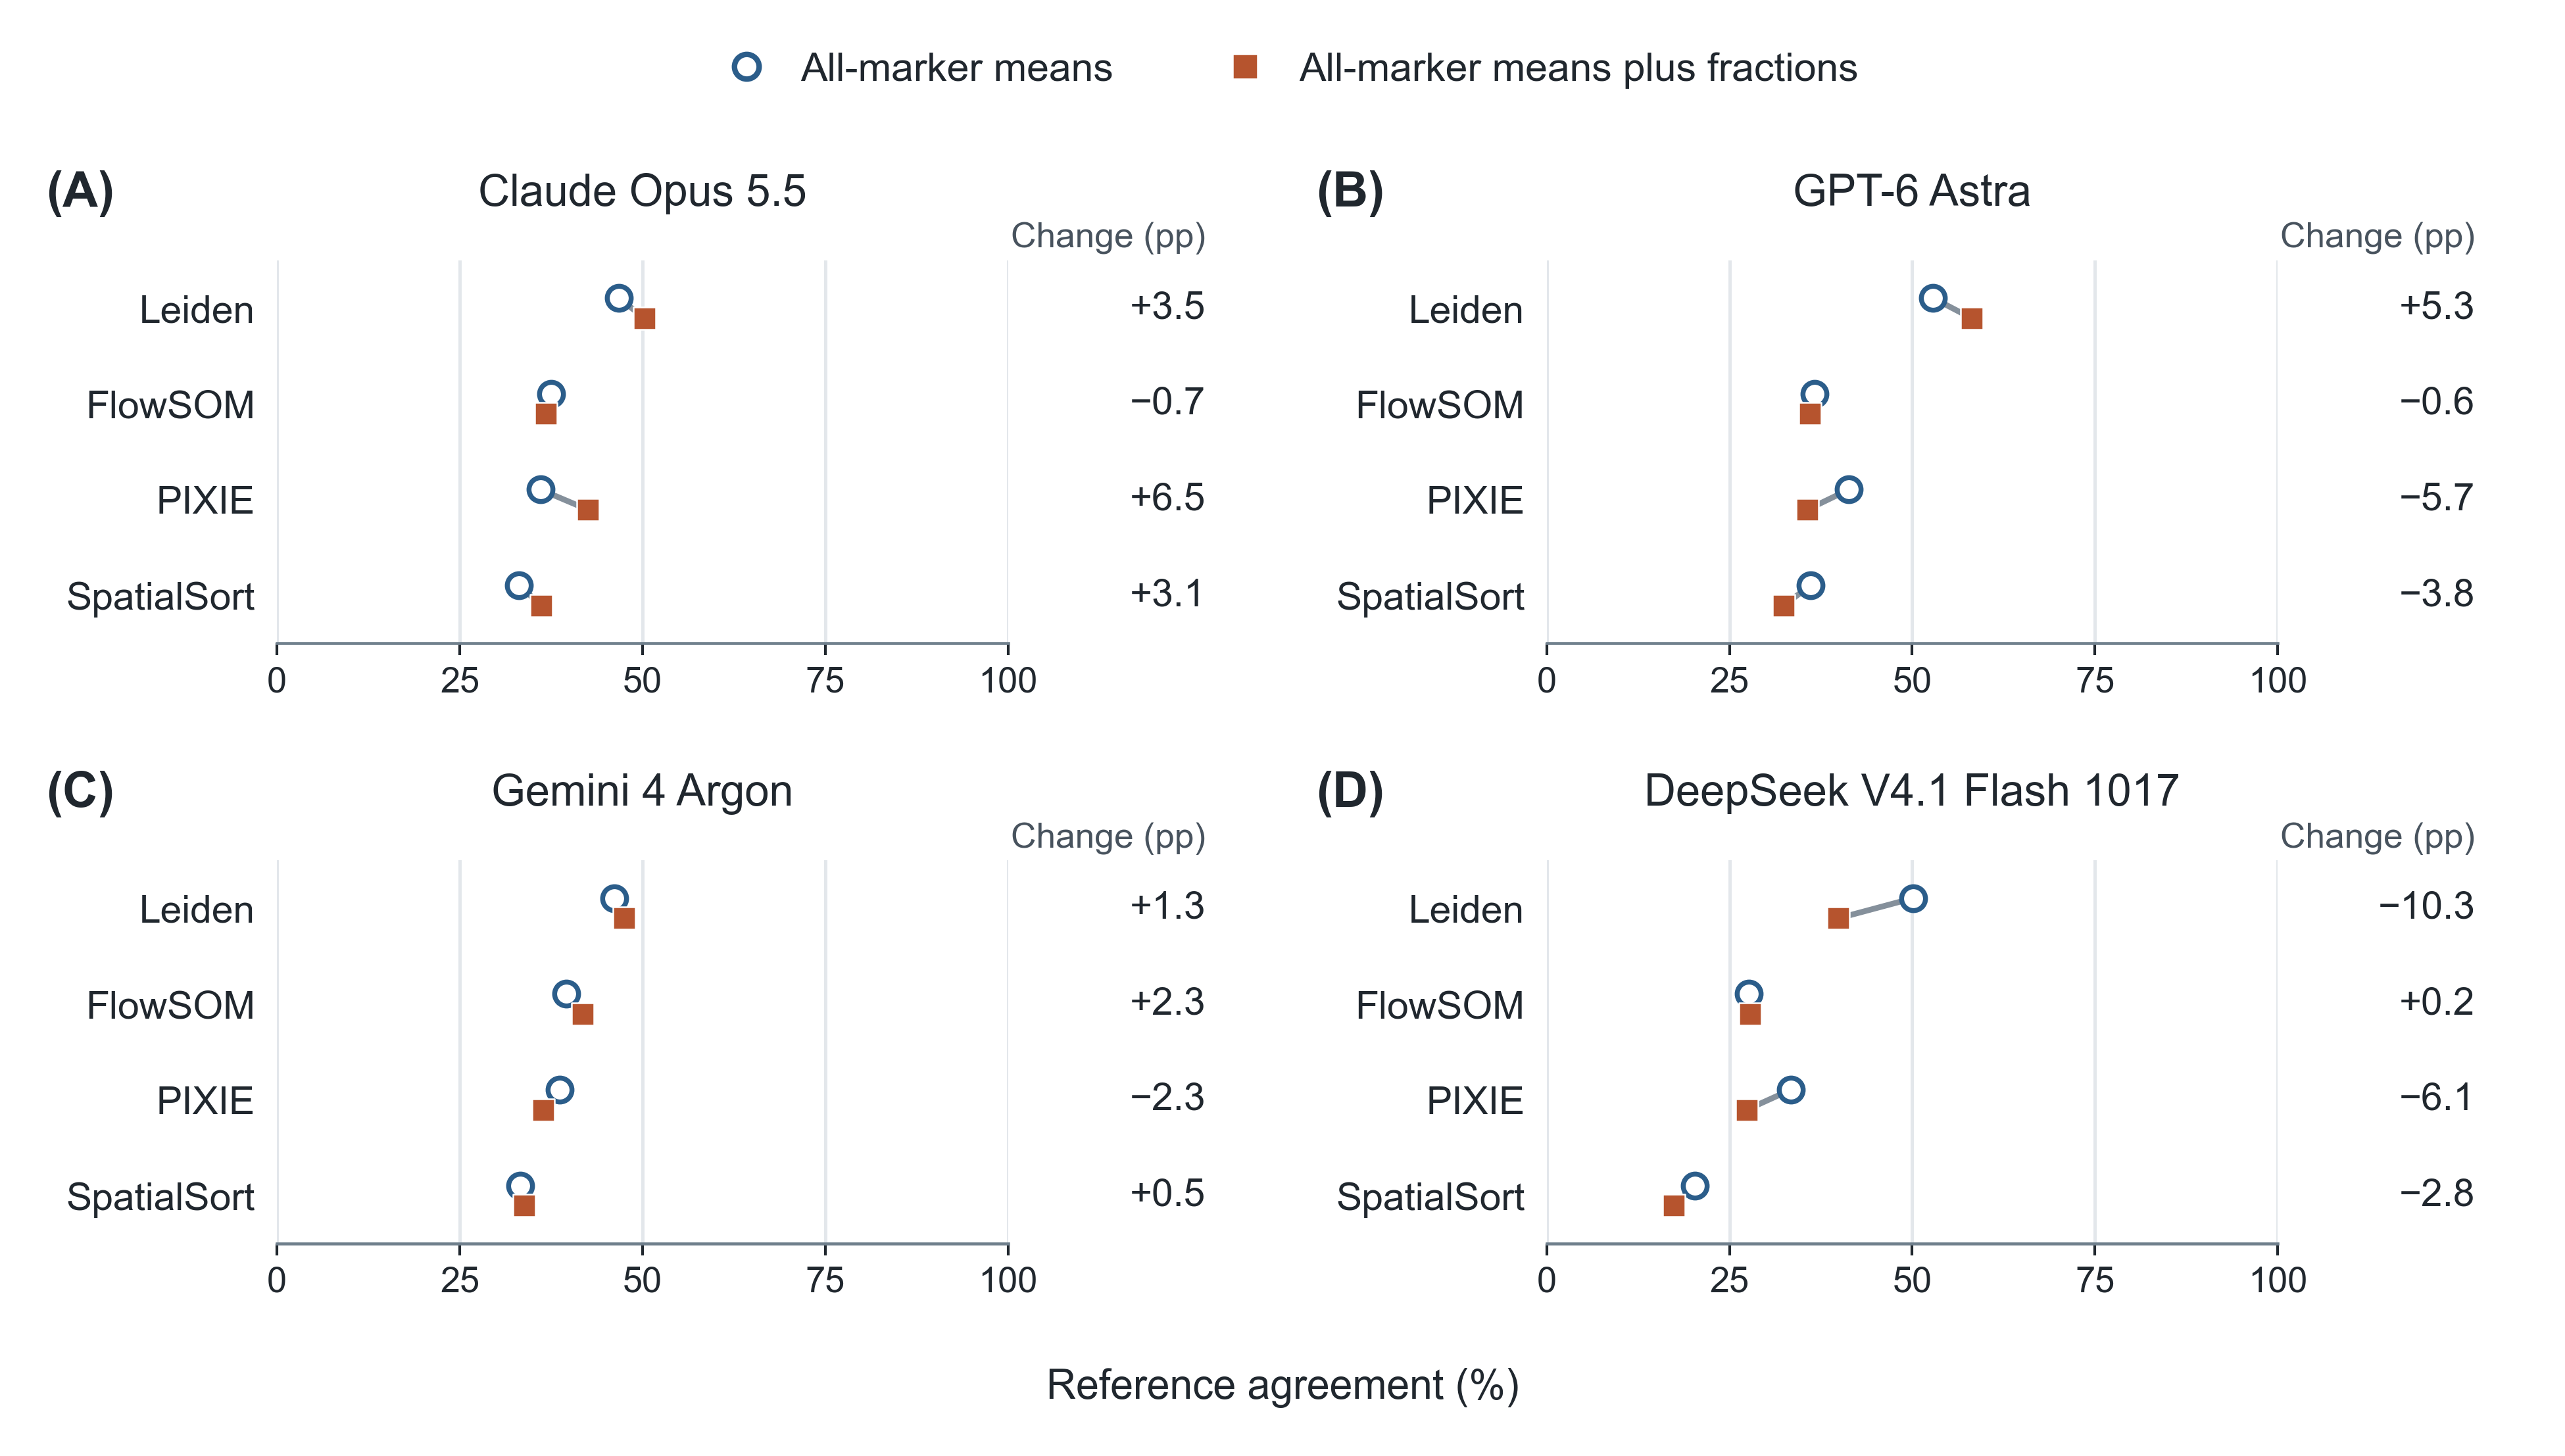 All-marker means
All-marker means plus fractions
(A)
Claude Opus 5.5
Change (pp)
Leiden
+3.5
FlowSOM
−0.7
PIXIE
+6.5
SpatialSort
+3.1
0 25 50 75 100
(B)
GPT-6 Astra
Change (pp)
Leiden
+5.3
FlowSOM
−0.6
PIXIE
−5.7
SpatialSort
−3.8
0 25 50 75 100
(C)
Gemini 4 Argon
Change (pp)
Leiden
+1.3
FlowSOM
+2.3
PIXIE
−2.3
SpatialSort
+0.5
0 25 50 75 100
(D)
DeepSeek V4.1 Flash 1017
Change (pp)
Leiden
−10.3
FlowSOM
+0.2
PIXIE
−6.1
SpatialSort
−2.8
0 25 50 75 100
Reference agreement (%)